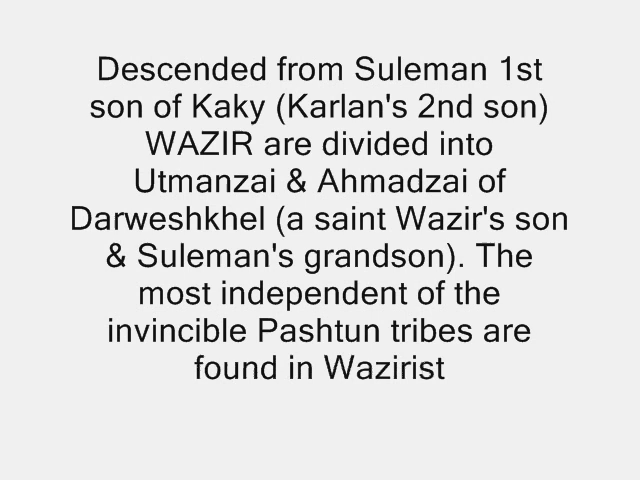 Descended from Suleman 1st
son of Kaky (Karlan's 2nd son)
WAZIR are divided into
Utmanzai & Ahmadzai of
Darweshkhel (a saint Wazir's son
& Suleman's grandson). The
most independent of the
invincible Pashtun tribes are
found in Wazirist